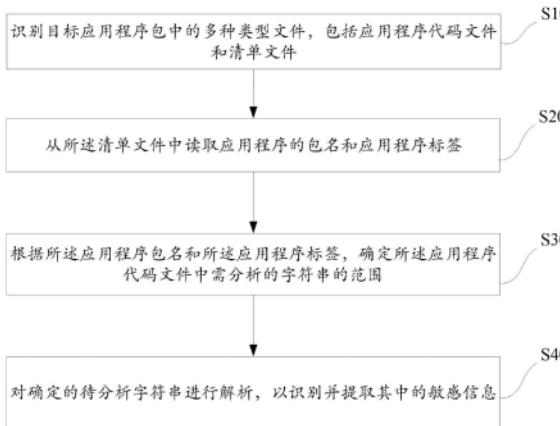 识别目标应用程序包中的多种类型文件，包括应用程序代码文件
和清单文件
S10
从所述清单文件中读取应用程序的包名和应用程序标签
S20
根据所述应用程序包名和所述应用程序标签，确定所述应用程序
代码文件中需分析的字符串的范围
S30
对确定的待分析字符串进行解析，以识别并提取其中的敏感信息
S40